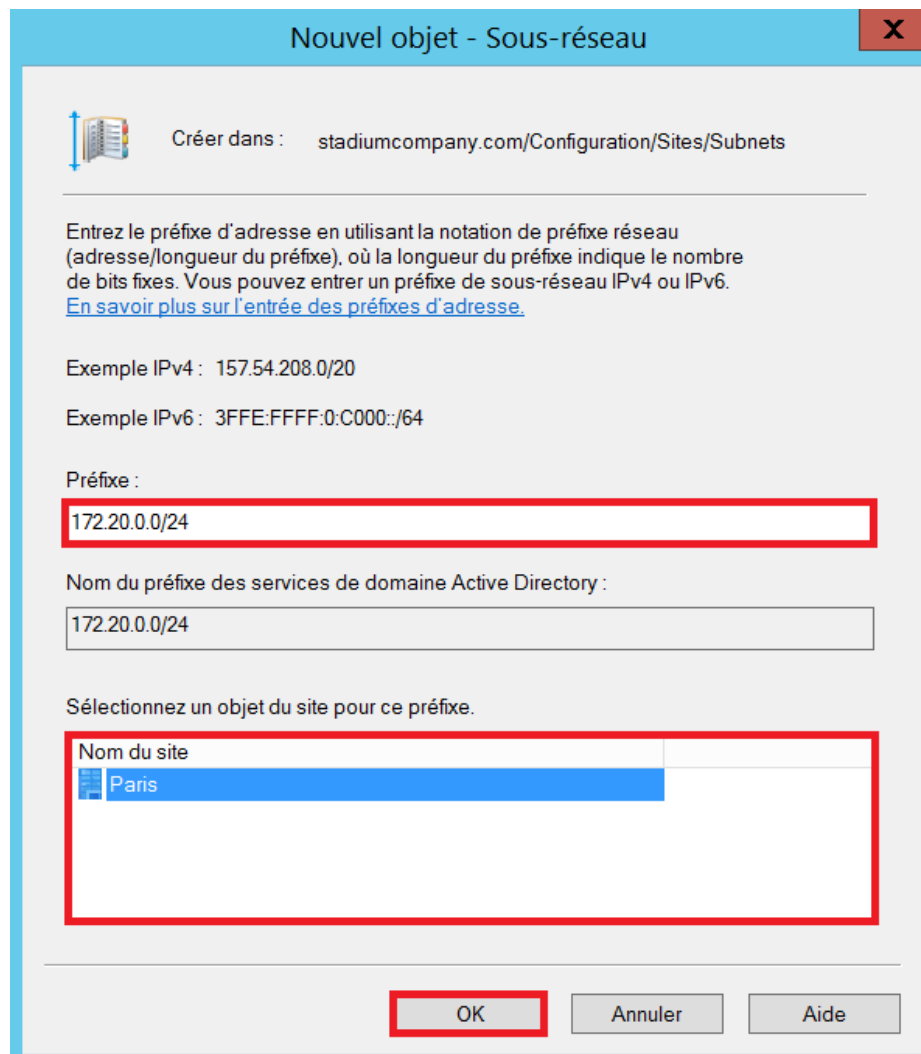 Nouvel objet - Sous-réseau
X
Créer dans : stadiumcompany.com/Configuration/Sites/Subnets
Entrez le préfixe d'adresse en utilisant la notation de préfixe réseau
(adresse/longueur du préfixe), où la longueur du préfixe indique le nombre
de bits fixes. Vous pouvez entrer un préfixe de sous-réseau IPv4 ou IPv6.
En savoir plus sur l'entrée des préfixes d'adresse.
Exemple IPv4 : 157.54.208.0/20
Exemple IPv6 : 3FFE:FFFF:0:C000::/64
Préfixe :
172.20.0.0/24
Nom du préfixe des services de domaine Active Directory :
172.20.0.0/24
Sélectionnez un objet du site pour ce préfixe.
Nom du site
Paris
OK Annuler Aide